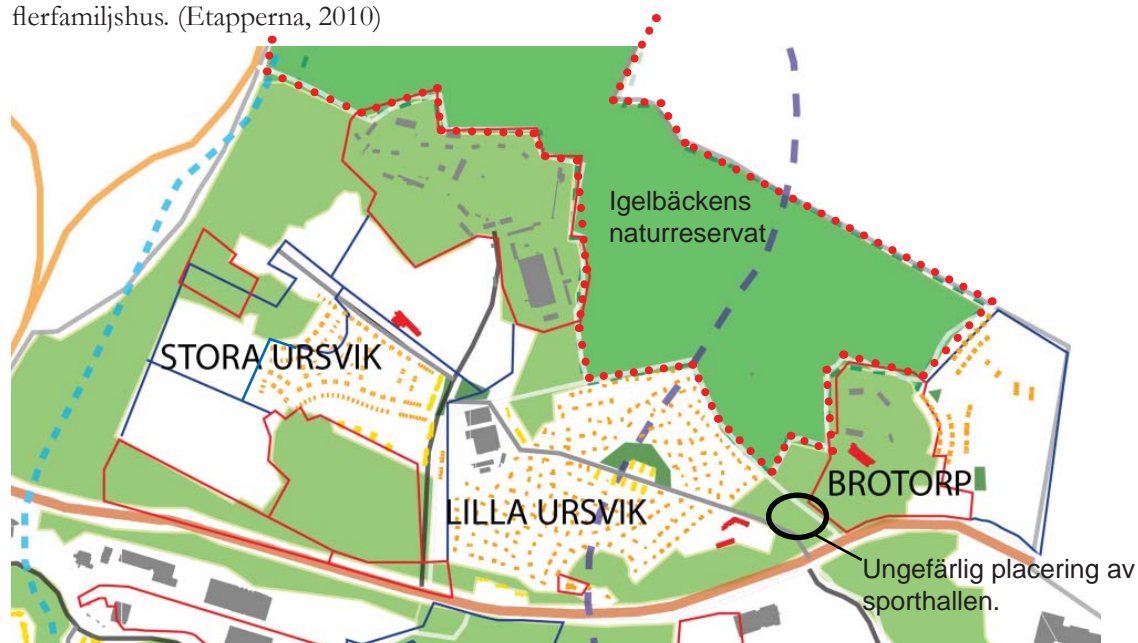 flerfamiljshus. (Etapperna, 2010)
Igelbäckens
naturreservat
STORA URSVIK
LILLA URSVIK
BROTORP
Ungefärlig placering av
sporthallen.